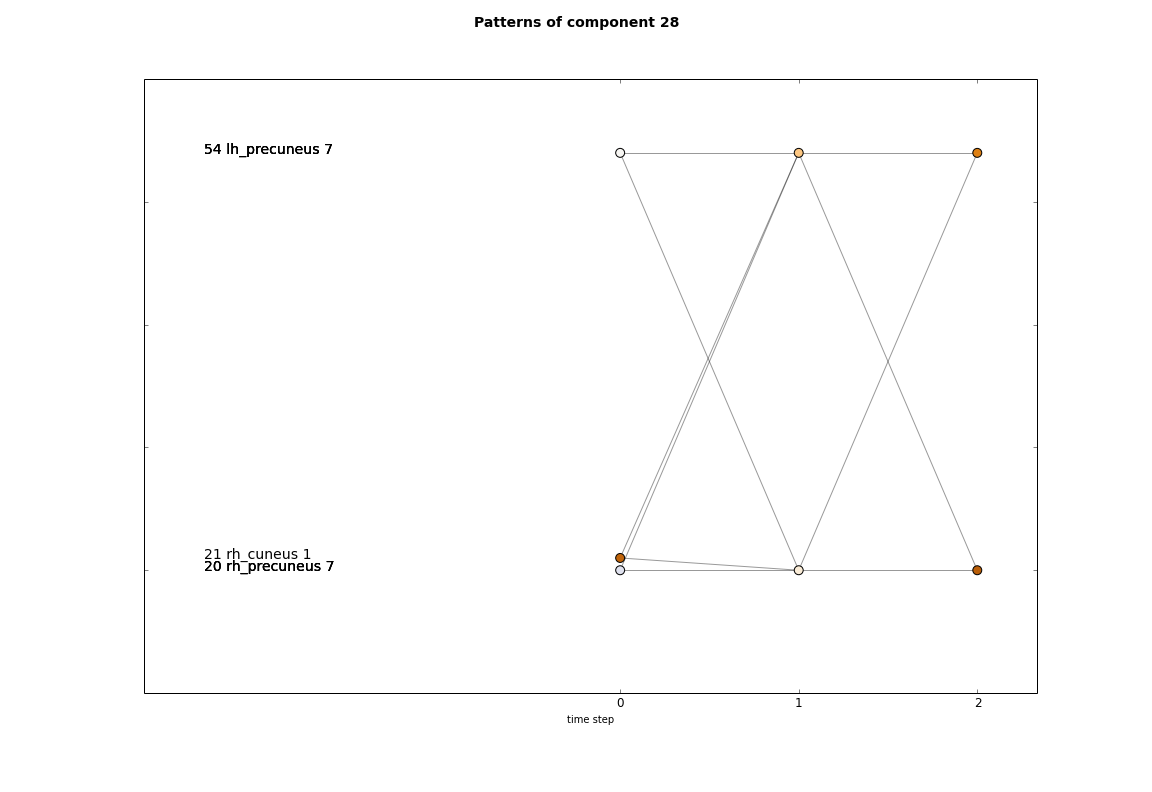 Patterns of component 28
54 lh_precuneus 7
21 rh_cuneus 1
20 rh_precuneus 7
0 1 2
time step